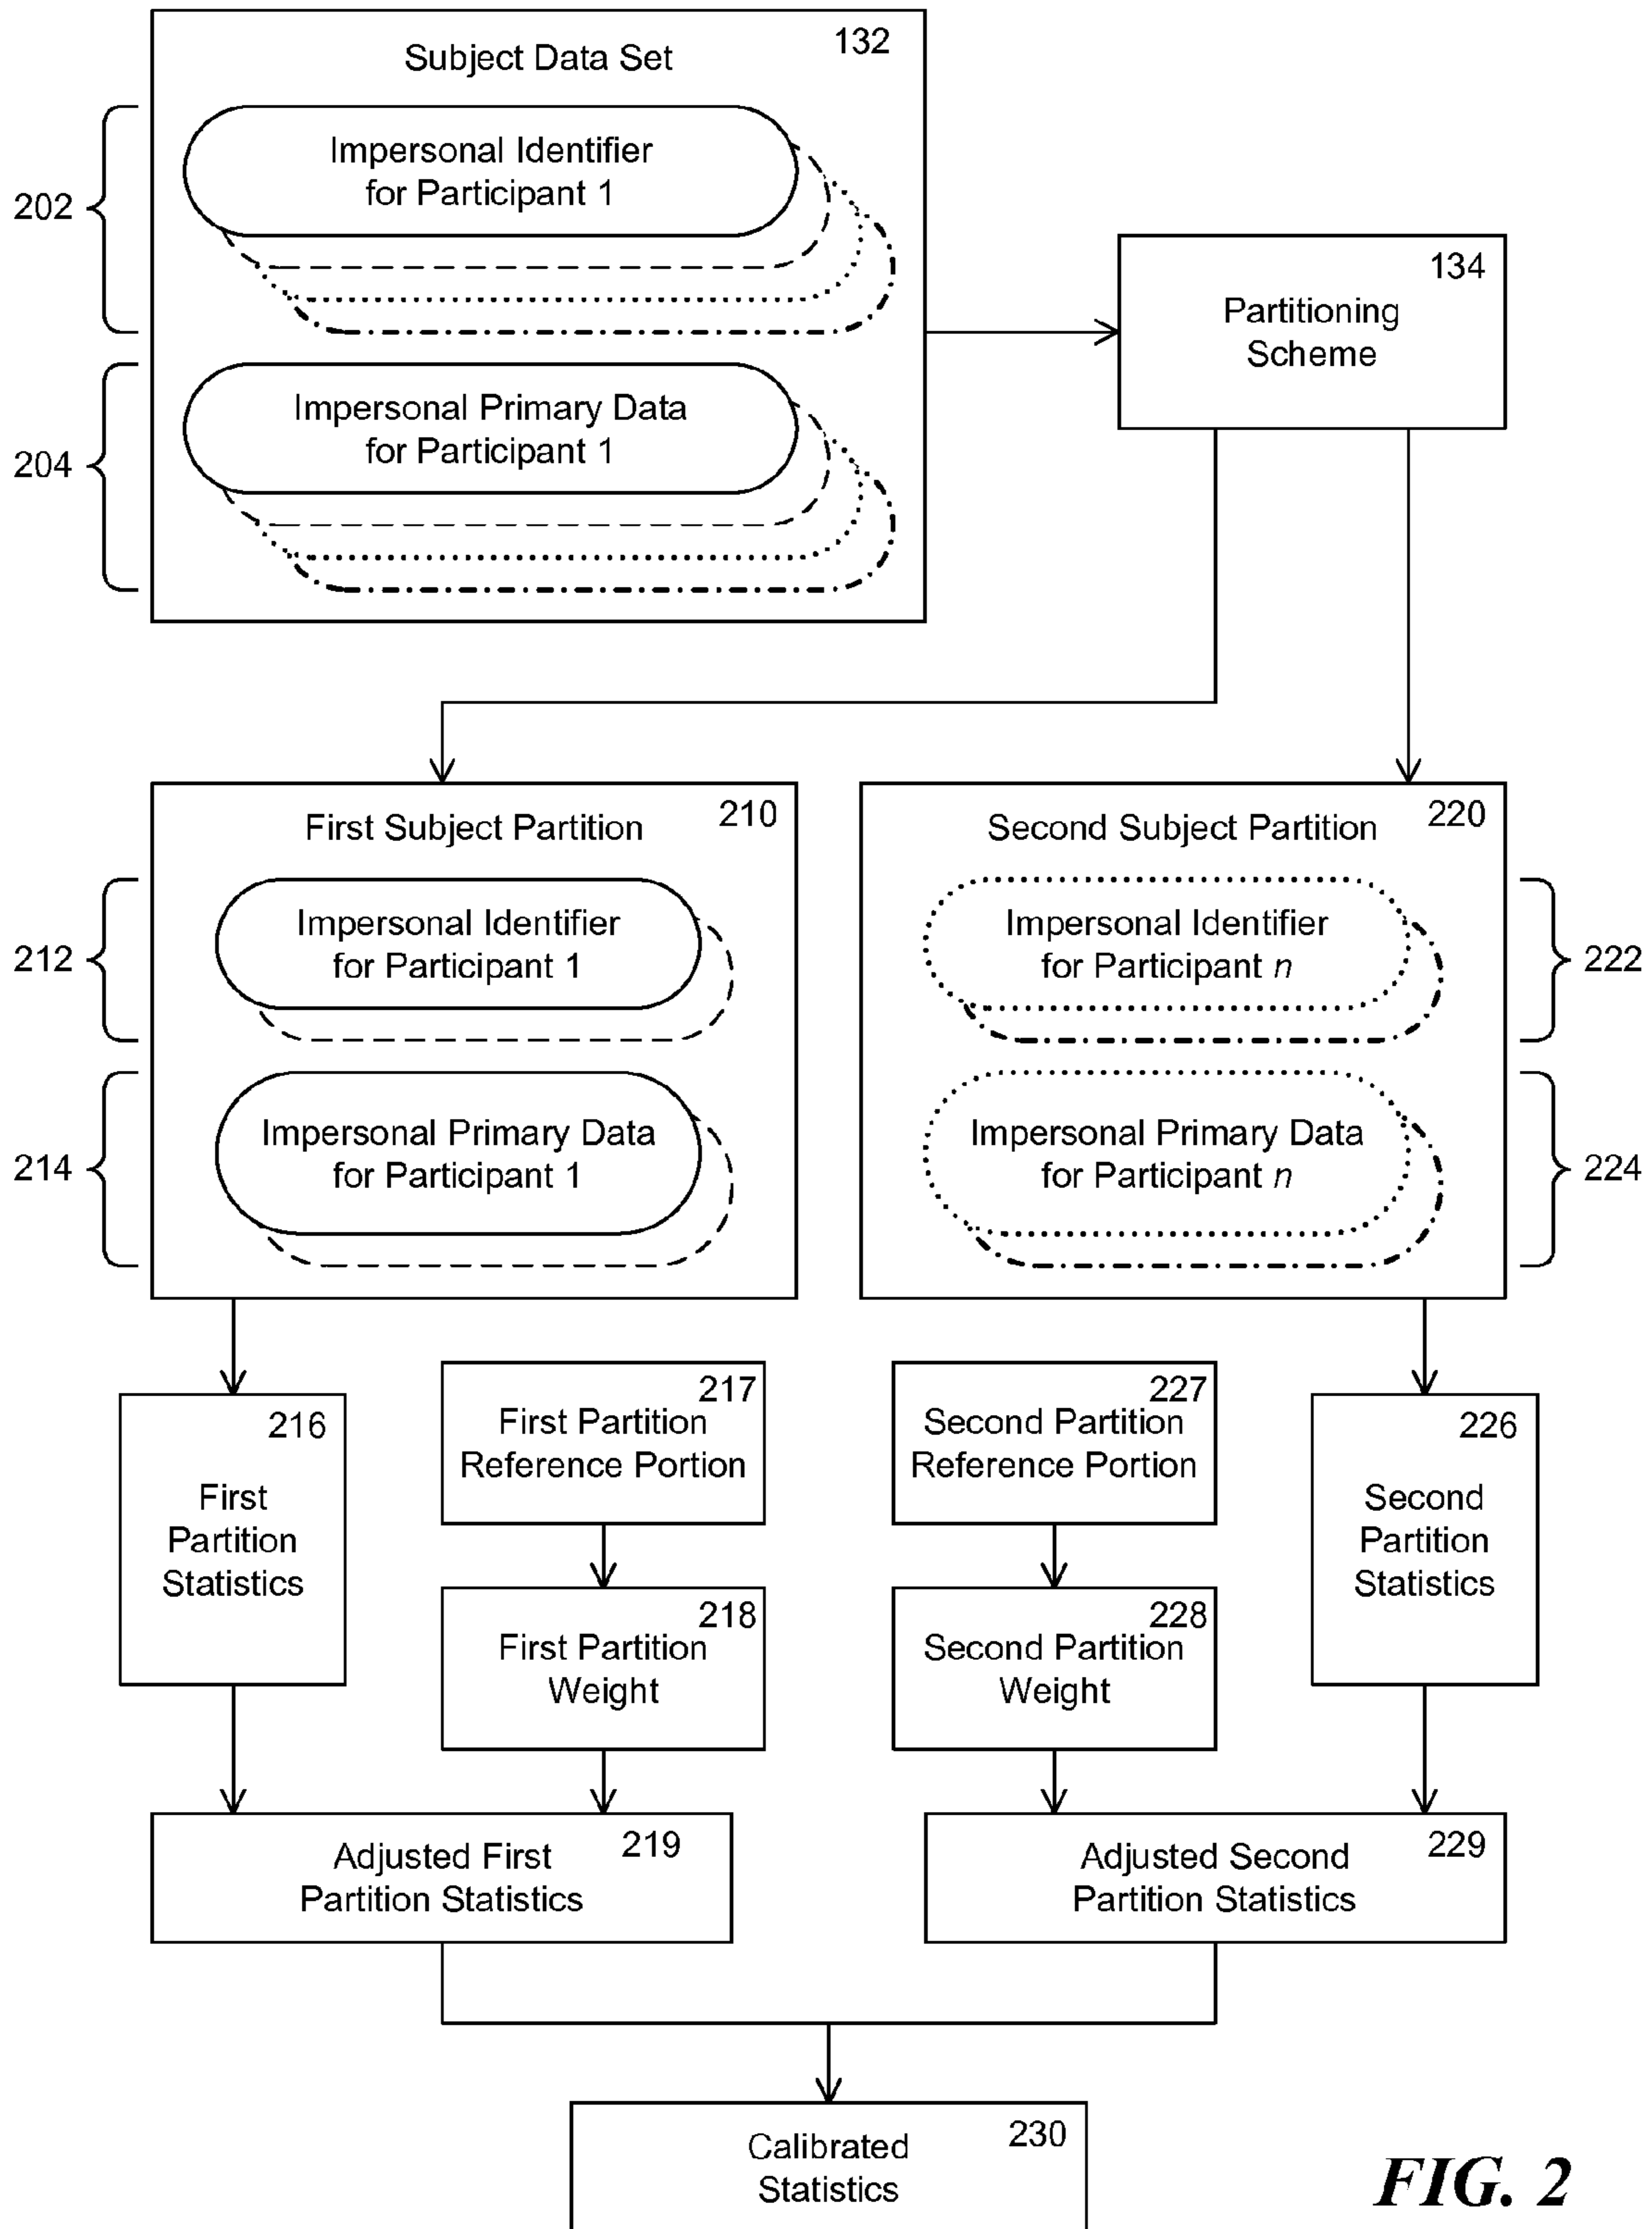 Subject Data Set
132
Impersonal Identifier
for Participant 1
202
Impersonal Primary Data
for Participant 1
204
134
Partitioning
Scheme
First Subject Partition
210
Impersonal Identifier
for Participant 1
212
Impersonal Primary Data
for Participant 1
214
Second Subject Partition
220
Impersonal Identifier
for Participant n
222
Impersonal Primary Data
for Participant n
224
216
First
Partition
Statistics
217
First Partition
Reference Portion
227
Second Partition
Reference Portion
226
Second
Partition
Statistics
218
First Partition
Weight
228
Second Partition
Weight
Adjusted First
Partition Statistics
219
Adjusted Second
Partition Statistics
229
Calibrated
Statistics
230
FIG. 2